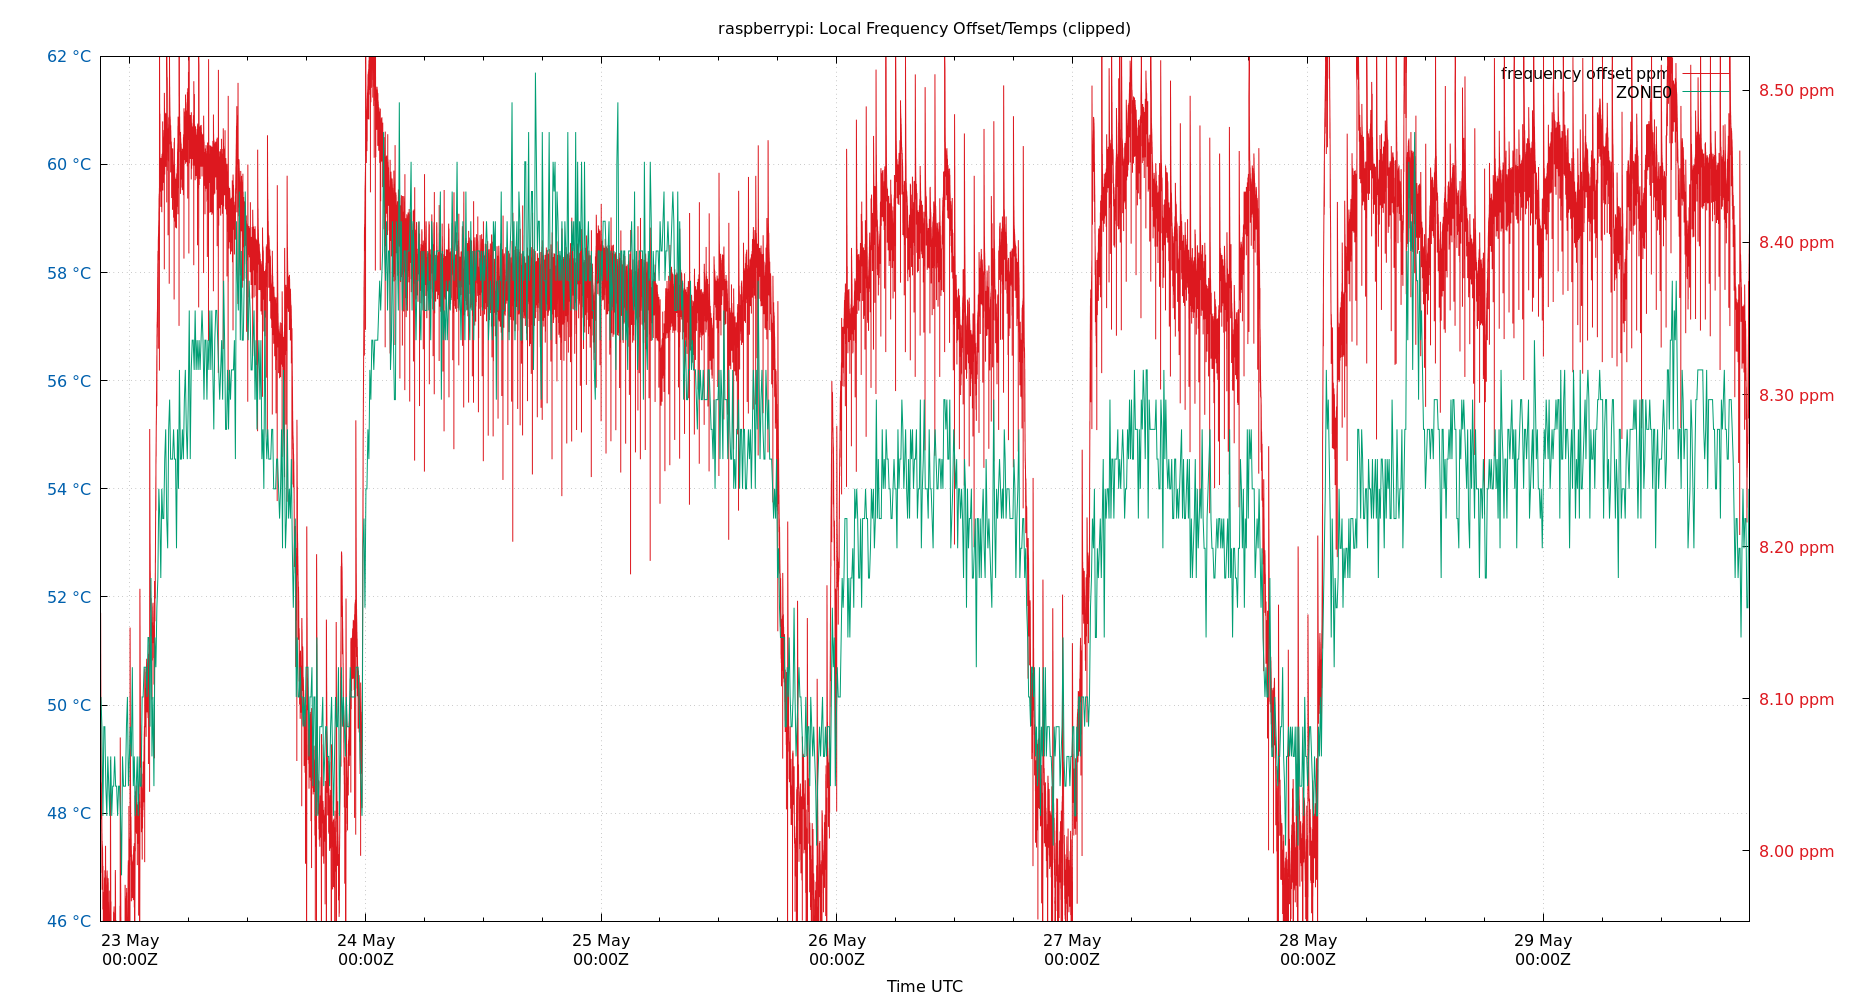 raspberrypi: Local Frequency Offset/Temps (clipped)
62 °C
60 °C
58 °C
56 °C
54 °C
52 °C
50 °C
48 °C
46 °C
frequency offset ppm
ZONE0
8.50 ppm
8.40 ppm
8.30 ppm
8.20 ppm
8.10 ppm
8.00 ppm
23 May 24 May 25 May 26 May 27 May 28 May 29 May
00:00Z 00:00Z 00:00Z 00:00Z 00:00Z 00:00Z 00:00Z
Time UTC